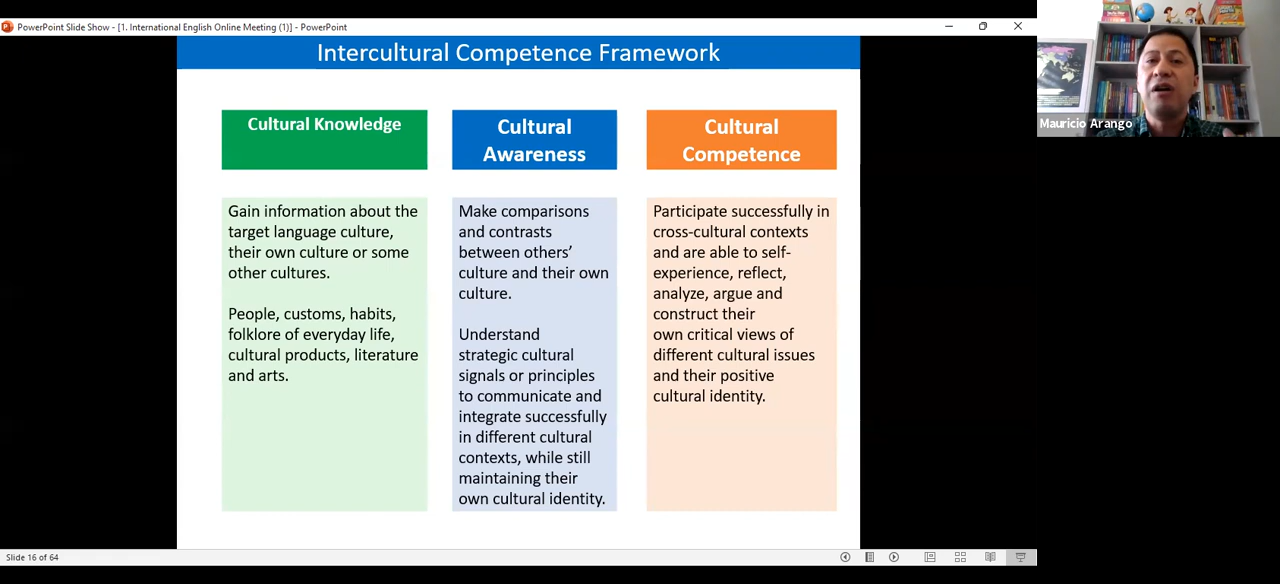 PowerPoint Slide Show - [1. International English Online Meeting (1)] - PowerPoint
Intercultural Competence Framework
Cultural Knowledge
Gain information about the
target language culture,
their own culture or some
other cultures.
People, customs, habits,
folklore of everyday life,
cultural products, literature
and arts.
Cultural
Awareness
Make comparisons
and contrasts
between others’
culture and their own
culture.
Understand
strategic cultural
signals or principles
to communicate and
integrate successfully
in different cultural
contexts, while still
maintaining their
own cultural identity.
Cultural
Competence
Participate successfully in
cross-cultural contexts
and are able to self-
experience, reflect,
analyze, argue and
construct their
own critical views of
different cultural issues
and their positive
cultural identity.
Mauricio Arango
Slide 16 of 64